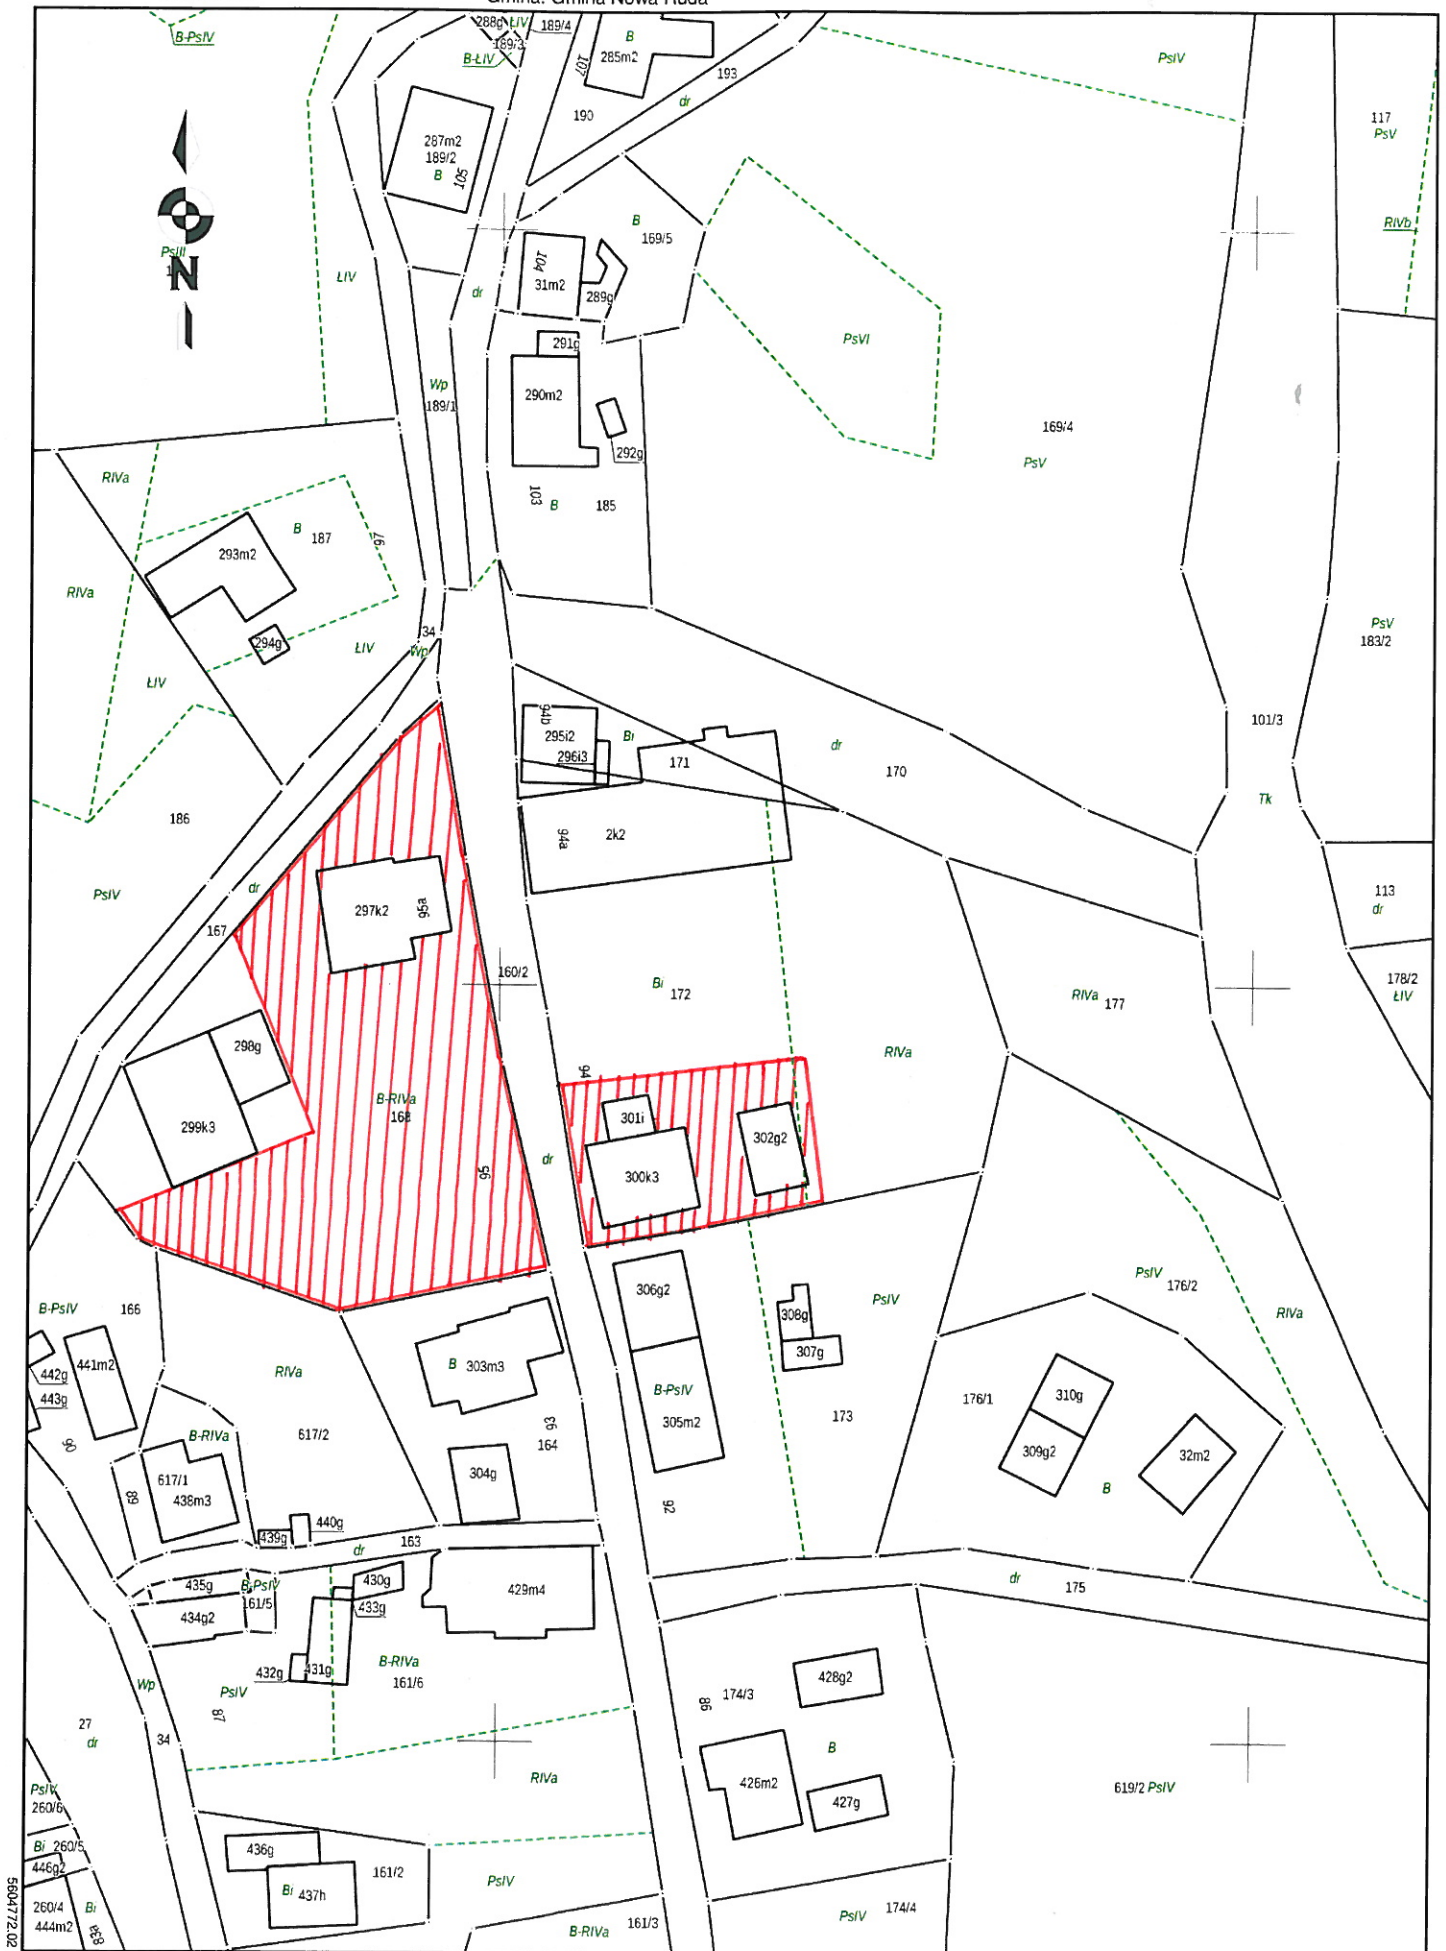 Gmina: Gmina Nowa Ruda
B-PsIV
288g
ŁIV
189/4
189/3
B-ŁIV
107
B
285m2
193
dr
190
PsIV
117
PsV
RIVb
287m2
189/2
B
105
PsIII
N
ŁIV
dr
B
169/5
104
31m2
289g
291g
290m2
292g
PsVI
169/4
PsV
Wp
189/1
103
B
185
RIVa
B
187
97
293m2
294g
RIVa
ŁIV
ŁIV
34
Wp
PsV
183/2
101/3
Tk
94b
295i2
296i3
Bi
171
dr
170
186
PsIV
94a
2k2
113
dr
178/2
ŁIV
dr
167
297k2
95a
160/2
Bi
172
RIVa
177
RIVa
298g
299k3
B-RIVa
168
95
dr
94
301i
300k3
302g2
B-PsIV
166
442g
443g
441m2
90
RIVa
617/2
B-RIVa
617/1
438m3
89
439g
440g
B
303m3
93
164
304g
306g2
B-PsIV
305m2
92
308g
307g
PsIV
173
PsIV
176/2
RIVa
176/1
310g
309g2
32m2
B
dr
163
dr
175
435g
434g2
B-PsIV
161/5
430g
433g
429m4
432g
431g
B-RIVa
161/6
PsIV
87
Wp
34
27
dr
86
174/3
428g2
B
426m2
427g
619/2 PsIV
RIVa
PsIV
260/6
Bi
260/5
446g2
260/4
444m2
Bi
83a
436g
Bi
437h
161/2
PsIV
B-RIVa
161/3
PsIV
174/4
5604772.02